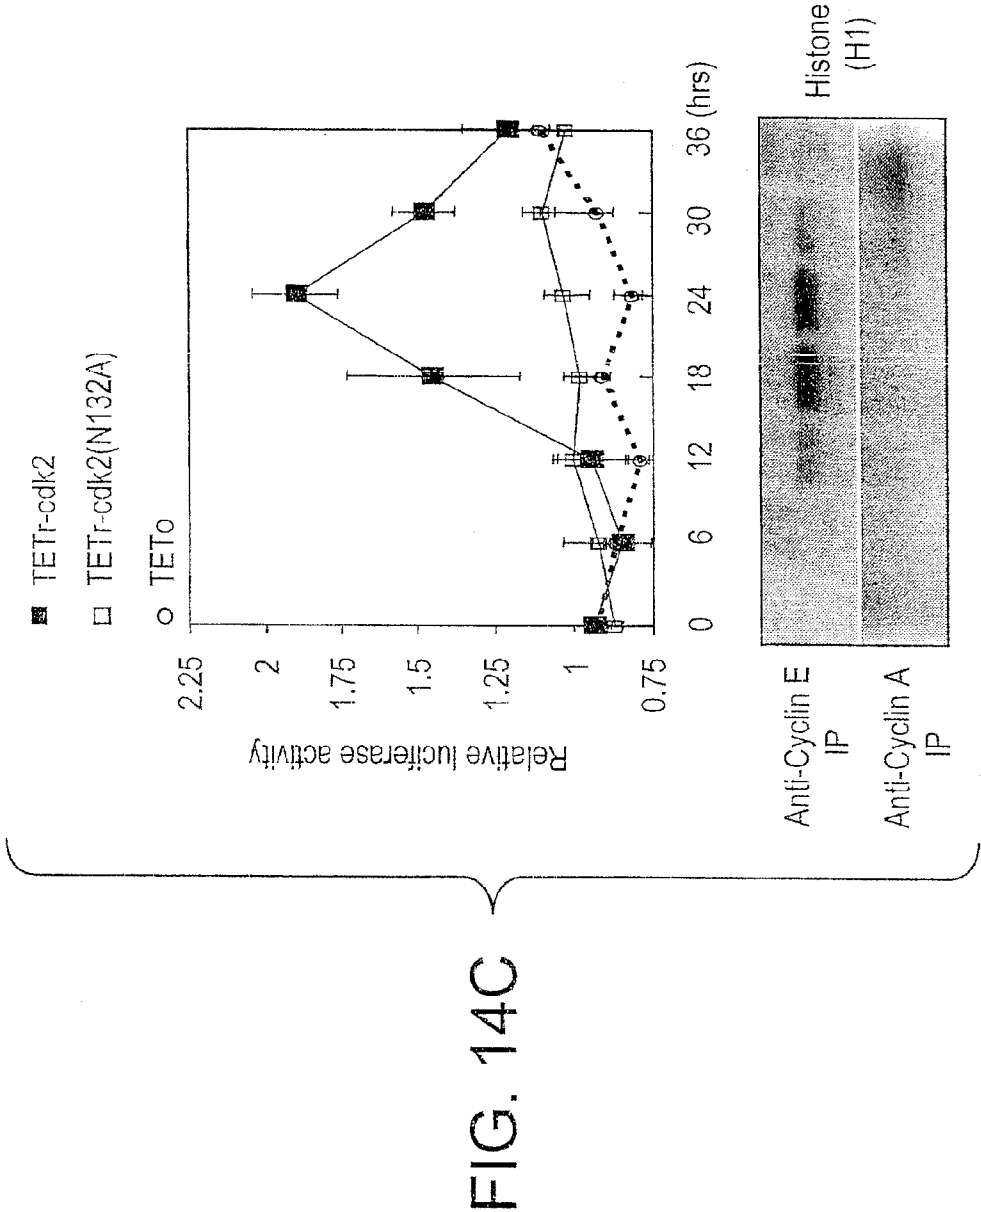 FIG. 14C
TETr-cdk2
TETr-cdk2(N132A)
TETo
Relative luciferase activity
2.25
2
1.75
1.5
1.25
1
0.75
0 6 12 18 24 30 36 (hrs)
Anti-Cyclin E
IP
Anti-Cyclin A
IP
Histone
(H1)